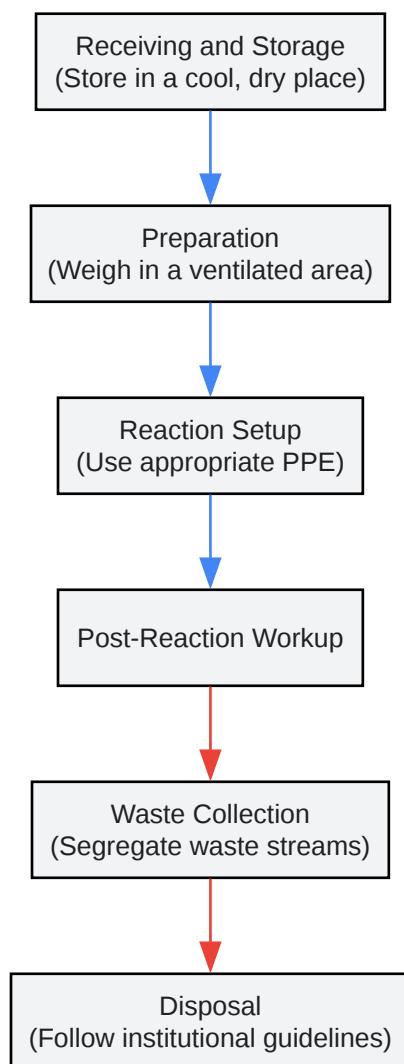 Receiving and Storage
(Store in a cool, dry place)
Preparation
(Weigh in a ventilated area)
Reaction Setup
(Use appropriate PPE)
Post-Reaction Workup
Waste Collection
(Segregate waste streams)
Disposal
(Follow institutional guidelines)